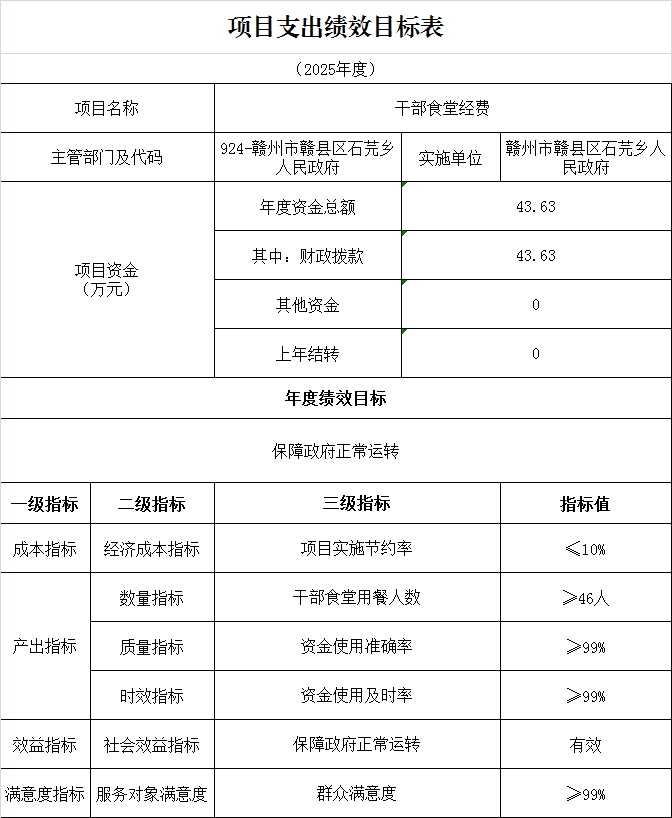 项目支出绩效目标表
（2025年度）
项目名称 干部食堂经费
主管部门及代码 924-赣州市赣县区石芫乡人民政府 实施单位 赣州市赣县区石芫乡人民政府
项目资金
（万元）
年度资金总额 43.63
其中：财政拨款 43.63
其他资金 0
上年结转 0
年度绩效目标
保障政府正常运转
一级指标 二级指标 三级指标 指标值
成本指标 经济成本指标 项目实施节约率 ≤10%
产出指标 数量指标 干部食堂用餐人数 ≥46人
质量指标 资金使用准确率 ≥99%
时效指标 资金使用及时率 ≥99%
效益指标 社会效益指标 保障政府正常运转 有效
满意度指标 服务对象满意度 群众满意度 ≥99%